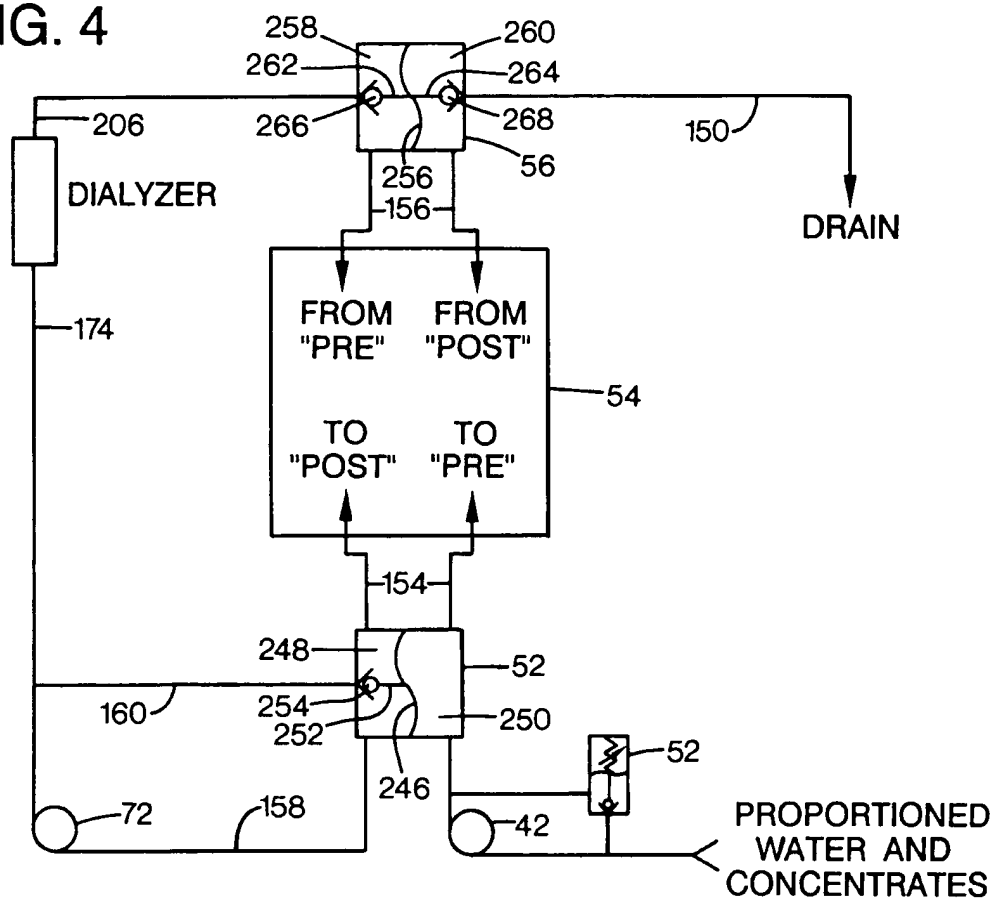 IG. 4
258
260
262
264
266
268
206
150
56
256
DIALYZER
156
DRAIN
FROM "PRE"
FROM "POST"
174
54
TO "POST"
TO "PRE"
154
248
52
254
160
252
250
246
52
72
158
42
PROPORTIONED
WATER AND
CONCENTRATES